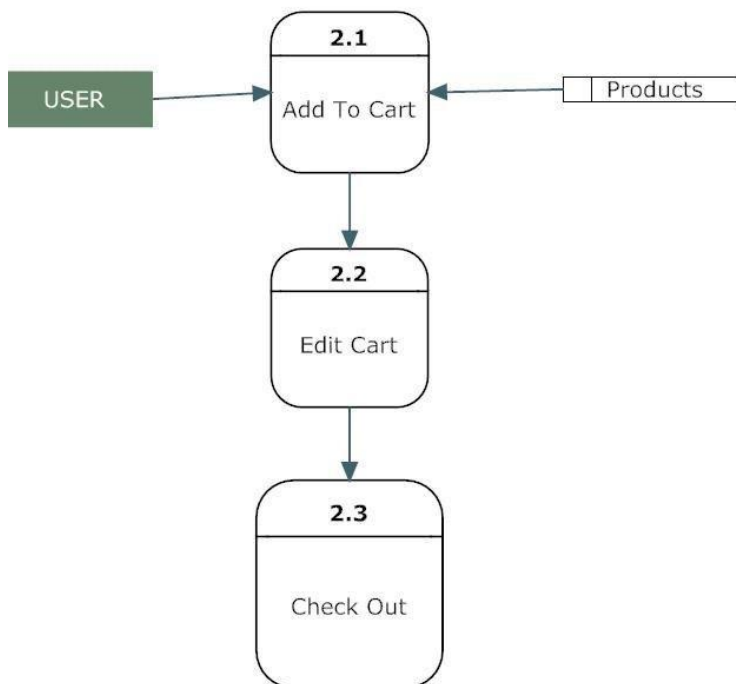 2.1
USER
Add To Cart
Products
2.2
Edit Cart
2.3
Check Out